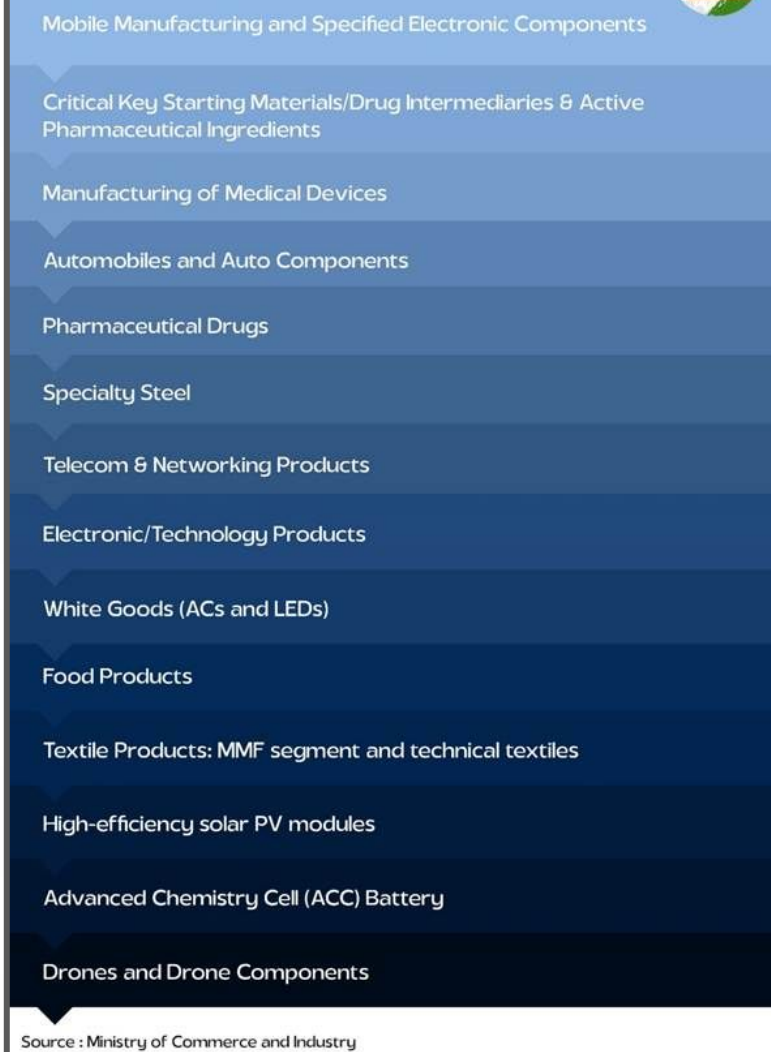 Mobile Manufacturing and Specified Electronic Components
Critical Key Starting Materials/Drug Intermediaries & Active
Pharmaceutical Ingredients
Manufacturing of Medical Devices
Automobiles and Auto Components
Pharmaceutical Drugs
Specialty Steel
Telecom & Networking Products
Electronic/Technology Products
White Goods (ACs and LEDs)
Food Products
Textile Products: MMF segment and technical textiles
High-efficiency solar PV modules
Advanced Chemistry Cell (ACC) Battery
Drones and Drone Components
Source : Ministry of Commerce and Industry